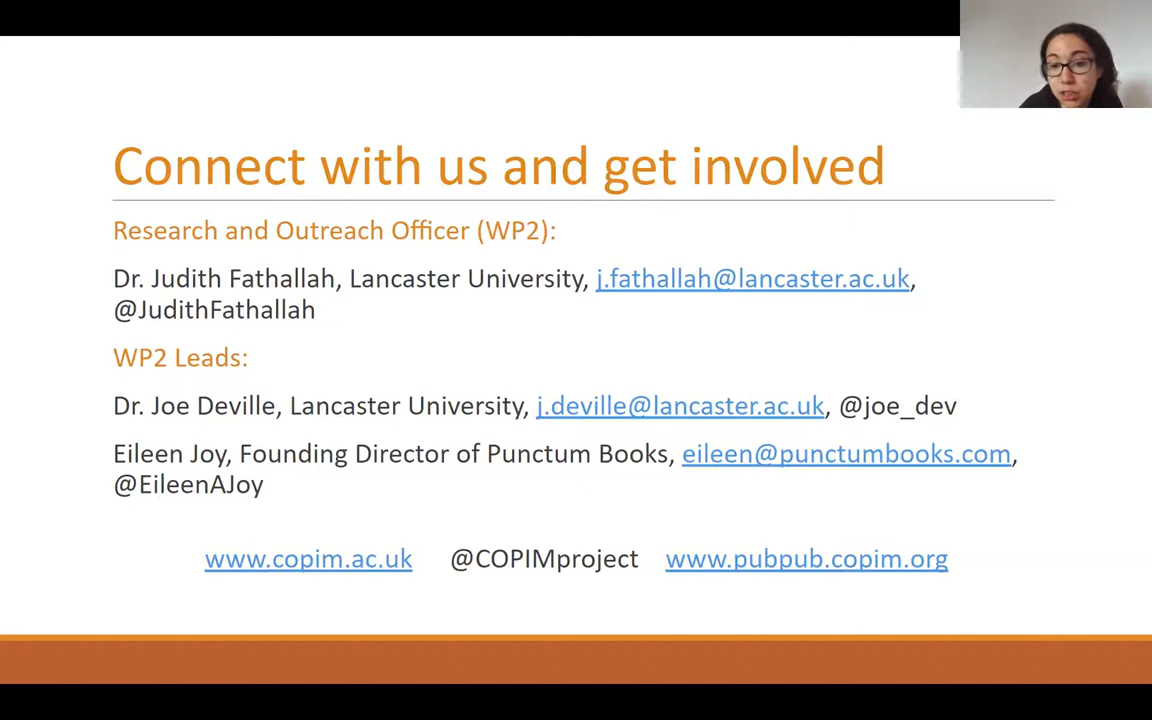 Connect with us and get involved
Research and Outreach Officer (WP2):
Dr. Judith Fathallah, Lancaster University, j.fathallah@lancaster.ac.uk,
@JudithFathallah
WP2 Leads:
Dr. Joe Deville, Lancaster University, j.deville@lancaster.ac.uk, @joe_dev
Eileen Joy, Founding Director of Punctum Books, eileen@punctumbooks.com,
@EileenAJoy
www.copim.ac.uk @COPIMproject www.pubpub.copim.org